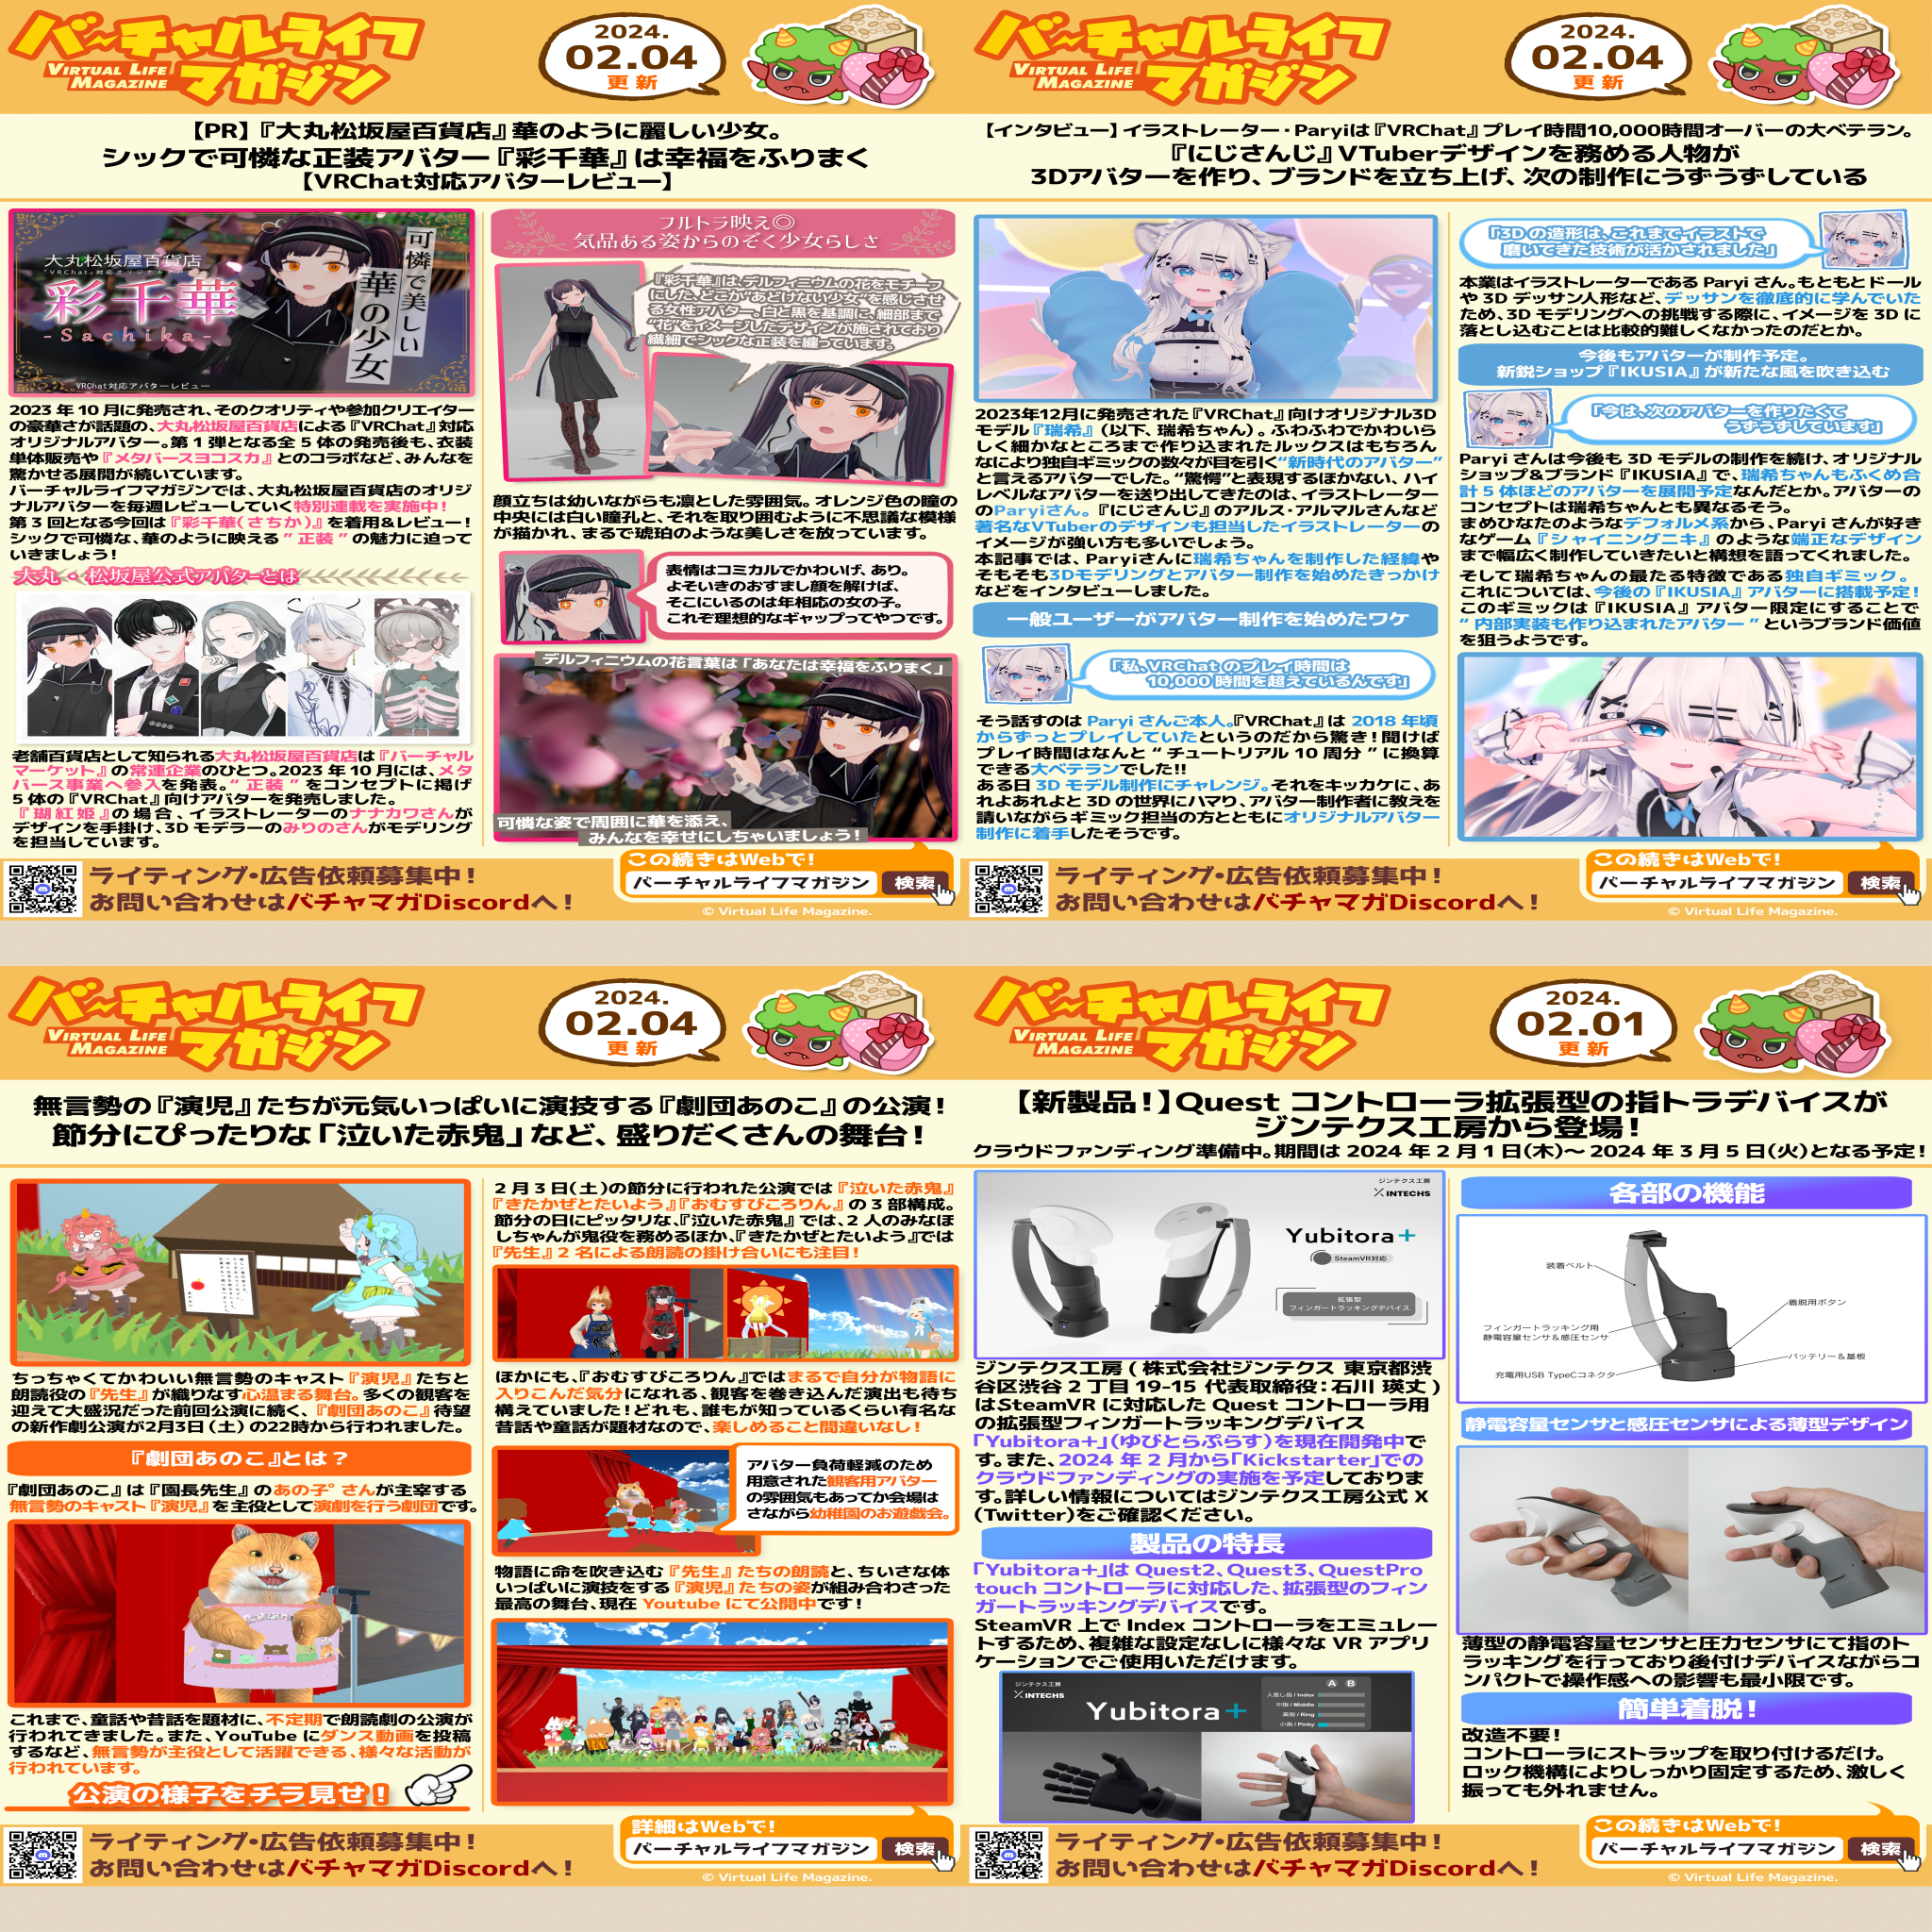 バーチャルライフ
マガジン
VIRTUAL LIFE
MAGAZINE
2024.
02.04
更新
【PR】『大丸松坂屋百貨店』華のように麗しい少女。
シックで可憐な正装アバター『彩千華』は幸福をふりまく
【VRChat対応アバターレビュー】
大丸松坂屋百貨店
彩千華
-Sachika-
可憐で美しい
華の少女
VRChat対応アバターレビュー
2023 年 10 月に発売され、そのクオリティや参加クリエイター
の豪華さが話題の、大丸松坂屋百貨店による『VRChat』対応
オリジナルアバター。第 1 弾となる全 5 体の発売後も、衣装
単体販売や『メタバースヨコスカ』とのコラボなど、みんなを
驚かせる展開が続いています。
バーチャルライフマガジンでは、大丸松坂屋百貨店のオリジ
ナルアバターを毎週レビューしていく特別連載を実施中!
第 3 回となる今回は『彩千華(さちか)』を着用&レビュー!
シックで可憐な、華のように映える " 正装 " の魅力に迫って
いきましょう!
大丸・松坂屋公式アバターとは
老舗百貨店として知られる大丸松坂屋百貨店は『バーチャル
マーケット』の常連企業のひとつ。2023 年 10 月には、メタ
バース事業へ参入を発表。" 正装 " をコンセプトに掲げ
5 体の『VRChat』向けアバターを発売しました。
『瑚紅姫』の場合、イラストレーターのナナカワさんが
デザインを手掛け、3D モデラーのみりのさんがモデリング
を担当しています。
フルトラ映え◎
気品ある姿からのぞく少女らしさ
『彩千華』は、デルフィニウムの花をモチーフ
にした、どこか"あどけない少女"を感じさせ
る女性アバター。白と黒を基調に、細部まで
"花"をイメージしたデザインが施されており
繊細でシックな正装を纏っています。
顔立ちは幼いながらも凛とした雰囲気。オレンジ色の瞳の
中央には白い瞳孔と、それを取り囲むように不思議な模様
が描かれ、まるで琥珀のような美しさを放っています。
表情はコミカルでかわいげ、あり。
よそいきのおすまし顔を解けば、
そこにいるのは年相応の女の子。
これぞ理想的なギャップってやつです。
デルフィニウムの花言葉は「あなたは幸福をふりまく」
可憐な姿で周囲に華を添え、
みんなを幸せにしちゃいましょう!
ライティング・広告依頼募集中!
お問い合わせはバチャマガDiscordへ!
この続きはWebで!
バーチャルライフマガジン
検索
© Virtual Life Magazine.
バーチャルライフ
マガジン
VIRTUAL LIFE
MAGAZINE
2024.
02.04
更新
【インタビュー】イラストレーター・Paryiは『VRChat』プレイ時間10,000時間オーバーの大ベテラン。
『にじさんじ』VTuberデザインを務める人物が
3Dアバターを作り、ブランドを立ち上げ、次の制作にうずうずしている
2023年12月に発売された『VRChat』向けオリジナル3D
モデル『瑞希』(以下、瑞希ちゃん)。ふわふわでかわいら
しく細かなところまで作り込まれたルックスはもちろん
なにより独自ギミックの数々が目を引く"新時代のアバター"
と言えるアバターでした。"驚愕"と表現するほかない、ハイ
レベルなアバターを送り出してきたのは、イラストレーター
のParyiさん。『にじさんじ』のアルス・アルマルさんなど
著名なVTuberのデザインも担当したイラストレーターの
イメージが強い方も多いでしょう。
本記事では、Paryiさんに瑞希ちゃんを制作した経緯や
そもそも3Dモデリングとアバター制作を始めたきっかけ
などをインタビューしました。
一般ユーザーがアバター制作を始めたワケ
「私、VRChat のプレイ時間は
10,000 時間を超えているんです」
そう話すのは Paryi さんご本人。『VRChat』は 2018 年頃
からずっとプレイしていたというのだから驚き!聞けば
プレイ時間はなんと " チュートリアル 10 周分 " に換算
できる大ベテランでした!!
ある日 3D モデル制作にチャレンジ。それをキッカケに、あ
れよあれよと 3D の世界にハマり、アバター制作者に教えを
請いながらギミック担当の方とともにオリジナルアバター
制作に着手したそうです。
「3D の造形は、これまでイラストで
磨いてきた技術が活かされました」
本業はイラストレーターである Paryi さん。もともとドール
や 3D デッサン人形など、デッサンを徹底的に学んでいた
ため、3D モデリングへの挑戦する際に、イメージを 3D に
落とし込むことは比較的難しくなかったのだとか。
今後もアバターが制作予定。
新鋭ショップ『IKUSIA』が新たな風を吹き込む
「今は、次のアバターを作りたくて
うずうずしています」
Paryi さんは今後も 3D モデルの制作を続け、オリジナル
ショップ&ブランド『IKUSIA』で、瑞希ちゃんもふくめ合
計 5 体ほどのアバターを展開予定なんだとか。アバターの
コンセプトは瑞希ちゃんとも異なるそう。
まめひなたのようなデフォルメ系から、Paryi さんが好き
なゲーム『シャイニングニキ』のような端正なデザイン
まで幅広く制作していきたいと構想を語ってくれました。
そして瑞希ちゃんの最たる特徴である独自ギミック。
これについては、今後の『IKUSIA』アバターに搭載予定!
このギミックは『IKUSIA』アバター限定にすることで
" 内部実装も作り込まれたアバター " というブランド価値
を狙うようです。
ライティング・広告依頼募集中!
お問い合わせはバチャマガDiscordへ!
この続きはWebで!
バーチャルライフマガジン
検索
© Virtual Life Magazine.
バーチャルライフ
マガジン
VIRTUAL LIFE
MAGAZINE
2024.
02.04
更新
無言勢の『演児』たちが元気いっぱいに演技する『劇団あのこ』の公演!
節分にぴったりな「泣いた赤鬼」など、盛りだくさんの舞台!
ちっちゃくてかわいい無言勢のキャスト『演児』たちと
朗読役の『先生』が織りなす心温まる舞台。多くの観客を
迎えて大盛況だった前回公演に続く、『劇団あのこ』待望
の新作劇公演が2月3日(土)の22時から行われました。
『劇団あのこ』とは?
『劇団あのこ』は『園長先生』のあの子゜さんが主宰する
無言勢のキャスト『演児』を主役として演劇を行う劇団です。
これまで、童話や昔話を題材に、不定期で朗読劇の公演が
行われてきました。また、YouTube にダンス動画を投稿
するなど、無言勢が主役として活躍できる、様々な活動が
行われています。
公演の様子をチラ見せ!
2 月 3 日(土)の節分に行われた公演では『泣いた赤鬼』
『きたかぜとたいよう』『おむすびころりん』の 3 部構成。
節分の日にピッタリな、『泣いた赤鬼』では、2 人のみなほ
しちゃんが鬼役を務めるほか、『きたかぜとたいよう』では
『先生』2 名による朗読の掛け合いにも注目!
ほかにも、『おむすびころりん』ではまるで自分が物語に
入りこんだ気分になれる、観客を巻き込んだ演出も待ち
構えていました!どれも、誰もが知っているくらい有名な
昔話や童話が題材なので、楽しめること間違いなし!
アバター負荷軽減のため
用意された観客用アバター
の雰囲気もあってか会場は
さながら幼稚園のお遊戯会。
物語に命を吹き込む『先生』たちの朗読と、ちいさな体
いっぱいに演技をする『演児』たちの姿が組み合わさった
最高の舞台、現在 Youtube にて公開中です!
ライティング・広告依頼募集中!
お問い合わせはバチャマガDiscordへ!
詳細はWebで!
バーチャルライフマガジン
検索
© Virtual Life Magazine.
バーチャルライフ
マガジン
VIRTUAL LIFE
MAGAZINE
2024.
02.01
更新
【新製品!】Quest コントローラ拡張型の指トラデバイスが
ジンテクス工房から登場!
クラウドファンディング準備中。期間は 2024 年 2 月 1 日(木)〜 2024 年 3 月 5 日(火)となる予定!
ジンテクス工房
XINTECHS
Yubitora+
SteamVR対応
拡張型
フィンガートラッキングデバイス
ジンテクス工房 ( 株式会社ジンテクス 東京都渋
谷区渋谷 2 丁目 19-15 代表取締役:石川 瑛丈 )
はSteamVR に対応した Quest コントローラ用
の拡張型フィンガートラッキングデバイス
「Yubitora+」(ゆびとらぷらす)を現在開発中で
す。また、2024 年 2 月から「Kickstarter」での
クラウドファンディングの実施を予定しておりま
す。詳しい情報についてはジンテクス工房公式 X
(Twitter)をご確認ください。
製品の特長
「Yubitora+」は Quest2、Quest3、QuestPro
touch コントローラに対応した、拡張型のフィン
ガートラッキングデバイスです。
SteamVR 上で Index コントローラをエミュレー
トするため、複雑な設定なしに様々な VR アプリ
ケーションでご使用いただけます。
ジンテクス工房
XINTECHS
Yubitora+
A B
人差し指 / Index
中指 / Middle
薬指 / Ring
小指 / Pinky
各部の機能
装着ベルト
着脱用ボタン
フィンガートラッキング用
静電容量センサ&感圧センサ
バッテリー&基板
充電用USB TypeCコネクタ
静電容量センサと感圧センサによる薄型デザイン
薄型の静電容量センサと圧力センサにて指のト
ラッキングを行っており後付けデバイスながらコ
ンパクトで操作感への影響も最小限です。
簡単着脱!
改造不要!
コントローラにストラップを取り付けるだけ。
ロック機構によりしっかり固定するため、激しく
振っても外れません。
ライティング・広告依頼募集中!
お問い合わせはバチャマガDiscordへ!
この続きはWebで!
バーチャルライフマガジン
検索
© Virtual Life Magazine.